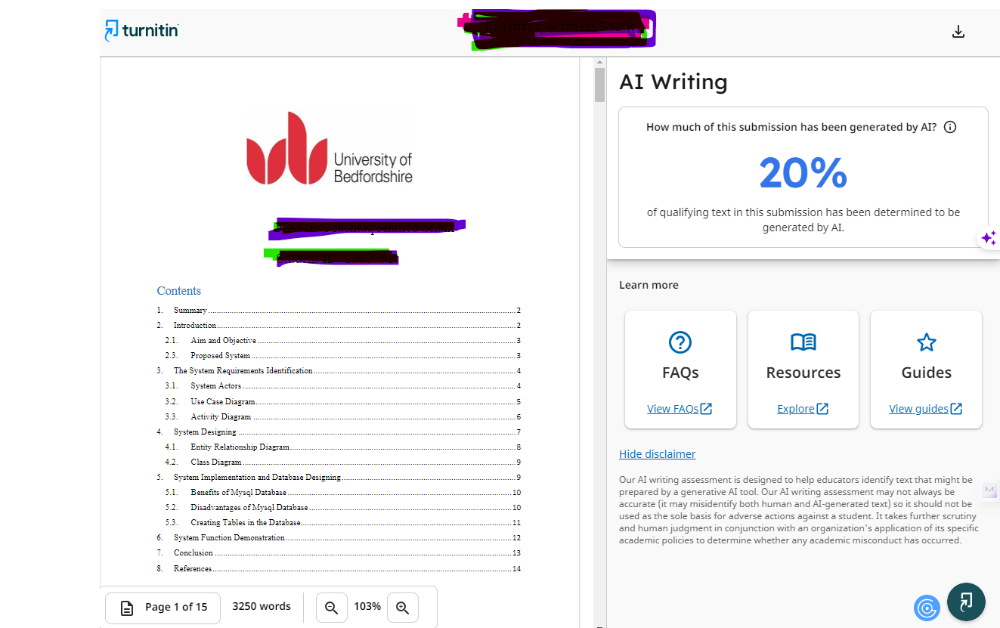 turnitin
University of
Bedfordshire
Contents
1. Summary 2
2. Introduction 2
2.1. Aim and Objective 3
2.3. Proposed System 3
3. The System Requirements Identification 4
3.1. System Actors 4
3.2. Use Case Diagram 5
3.3. Activity Diagram 6
4. System Designing 7
4.1. Entity Relationship Diagram 8
4.2. Class Diagram 9
5. System Implementation and Database Designing 9
5.1. Benefits of Mysql Database 10
5.2. Disadvantages of Mysql Database 10
5.3. Creating Tables in the Database 11
6. System Function Demonstration 12
7. Conclusion 13
8. References 14
Page 1 of 15 3250 words 103%
AI Writing
How much of this submission has been generated by AI?
20%
of qualifying text in this submission has been determined to be
generated by AI.
Learn more
FAQs
View FAQs
Resources
Explore
Guides
View guides
Hide disclaimer
Our AI writing assessment is designed to help educators identify text that might be
prepared by a generative AI tool. Our AI writing assessment may not always be
accurate (it may misidentify both human and AI-generated text) so it should not be
used as the sole basis for adverse actions against a student. It takes further scrutiny
and human judgment in conjunction with an organization's application of its specific
academic policies to determine whether any academic misconduct has occurred.